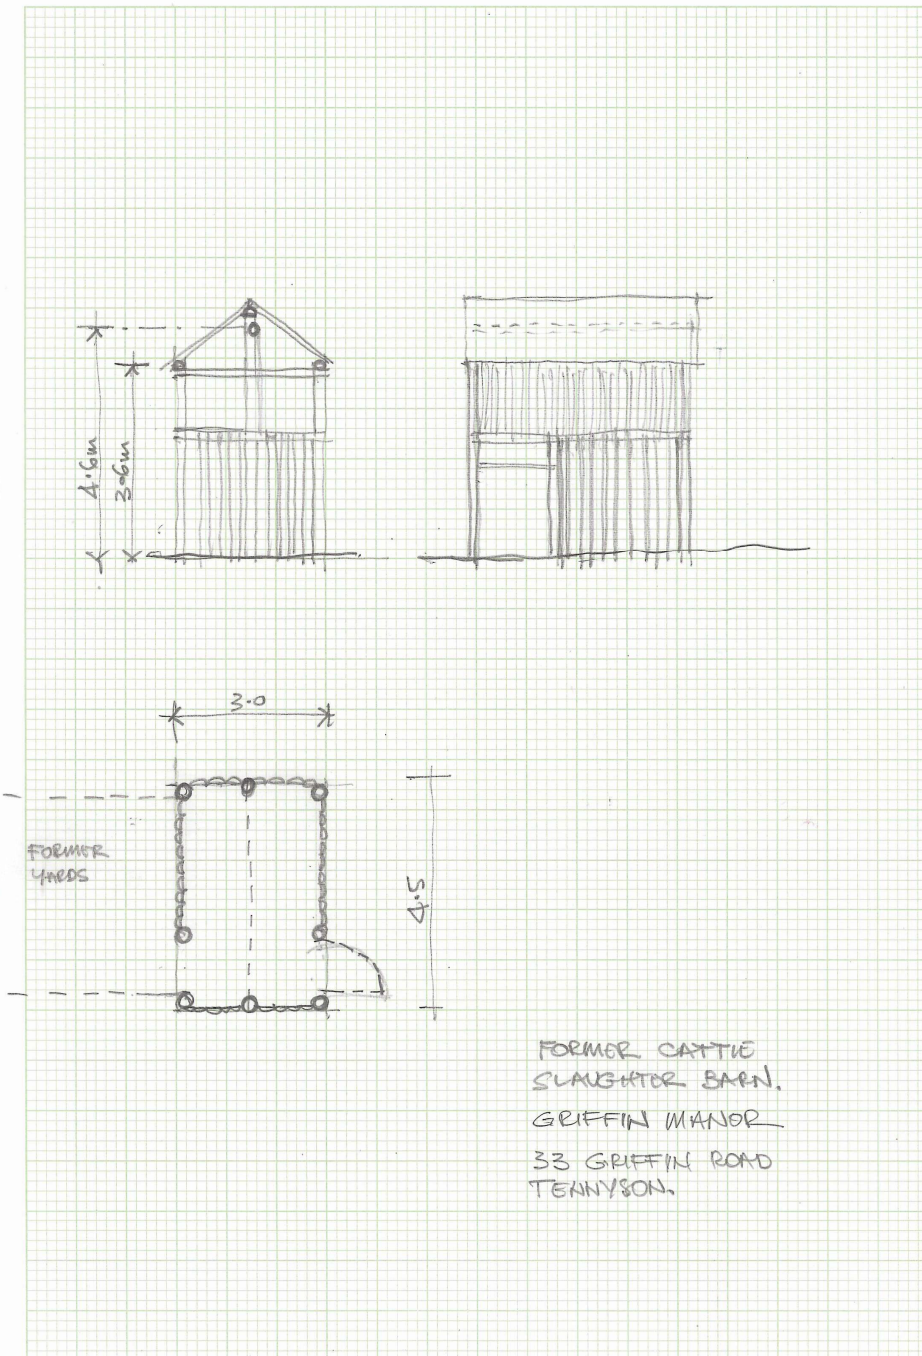 4.6m
3.6m
3.0
FORMER
YARDS
4.5
FORMER CATTLE
SLAUGHTER BARN.
GRIFFIN MANOR
33 GRIFFIN ROAD
TENNYSON.